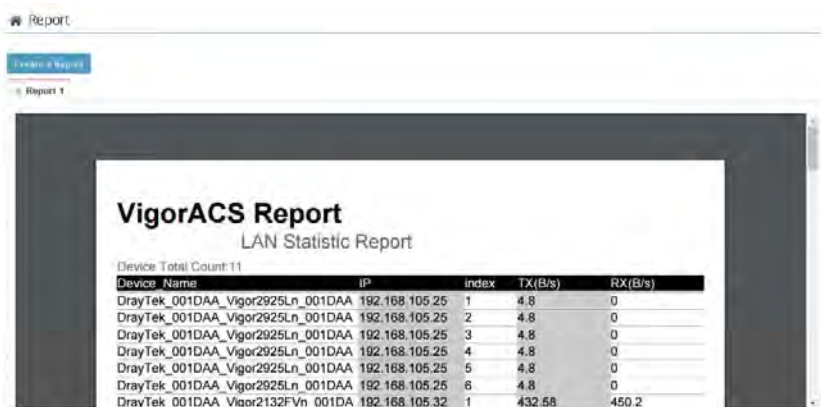 Report
Create a Report
Report 1
VigorACS Report
LAN Statistic Report
Device Total Count:11
Device_Name IP index TX(B/s) RX(B/s)
DrayTek_001DAA_Vigor2925Ln_001DAA 192.168.105.25 1 4.8 0
DrayTek_001DAA_Vigor2925Ln_001DAA 192.168.105.25 2 4.8 0
DrayTek_001DAA_Vigor2925Ln_001DAA 192.168.105.25 3 4.8 0
DrayTek_001DAA_Vigor2925Ln_001DAA 192.168.105.25 4 4.8 0
DrayTek_001DAA_Vigor2925Ln_001DAA 192.168.105.25 5 4.8 0
DrayTek_001DAA_Vigor2925Ln_001DAA 192.168.105.25 6 4.8 0
DrayTek_001DAA_Vigor2132FVn_001DA 192.168.105.32 1 432.58 450.2